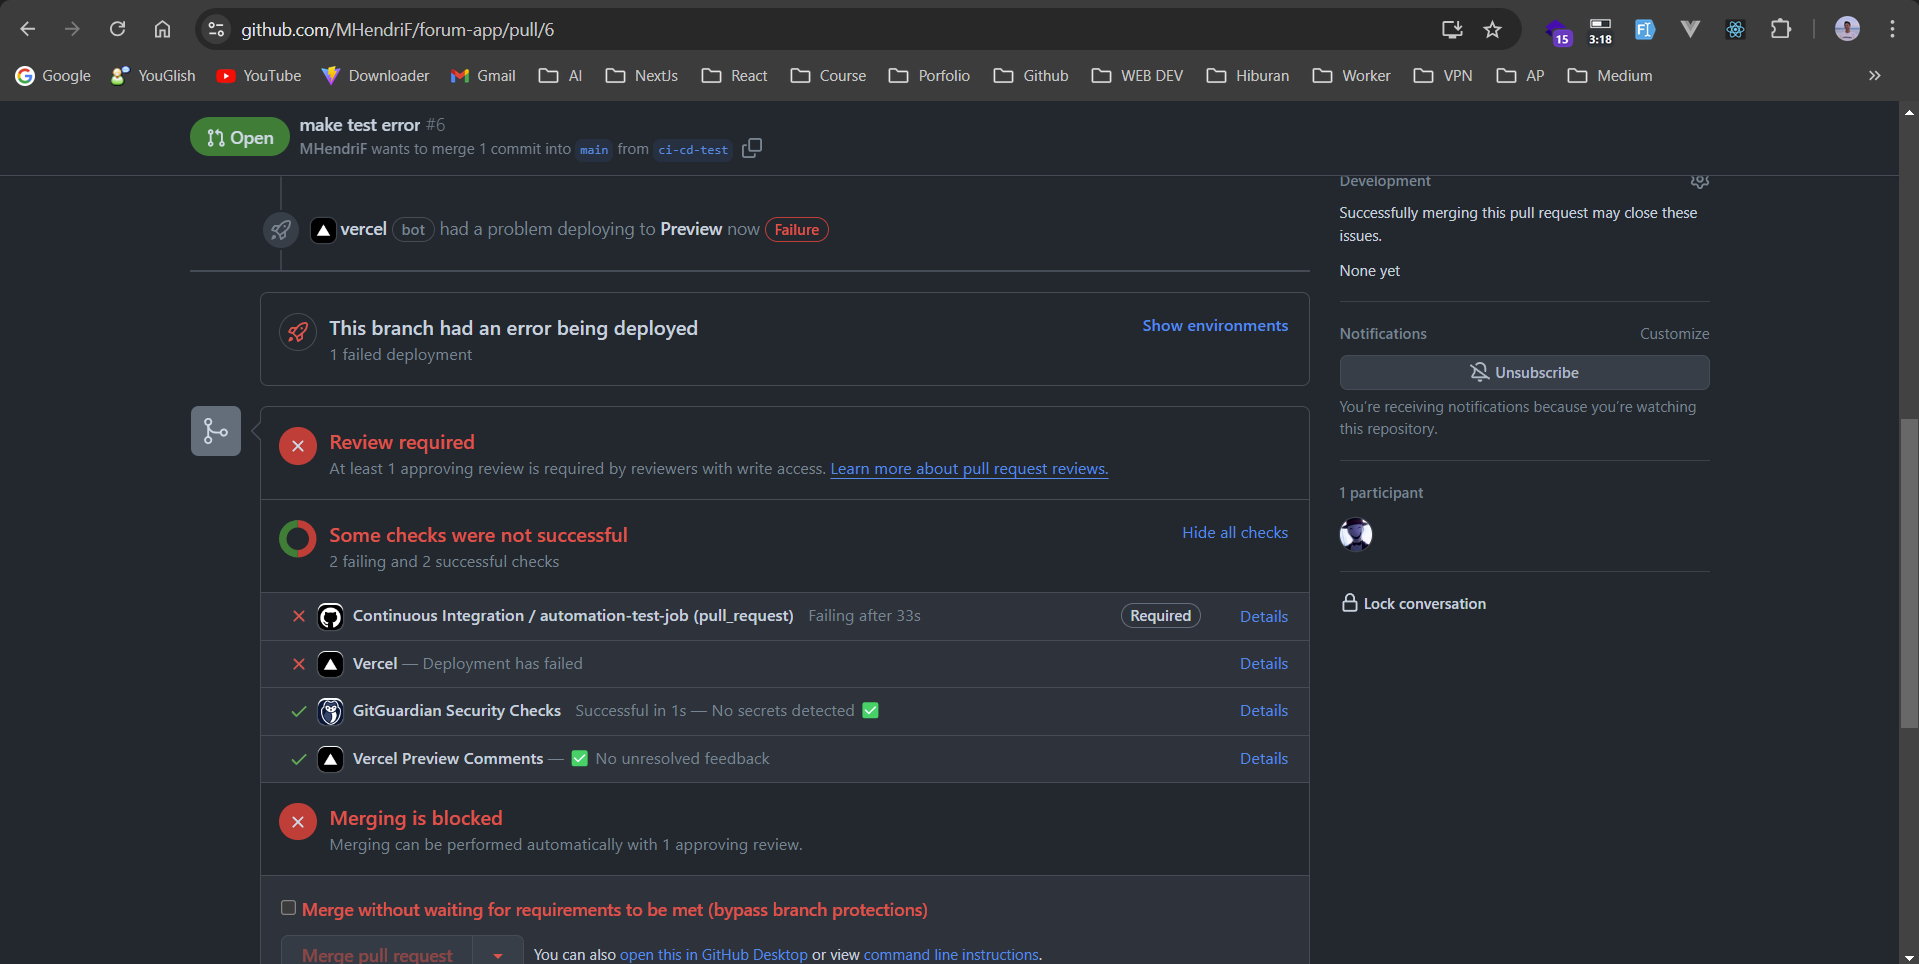 github.com/MHendriF/forum-app/pull/6
15
3:18
Google
YouGlish
YouTube
Downloader
Gmail
AI
NextJs
React
Course
Porfolio
Github
WEB DEV
Hiburan
Worker
VPN
AP
Medium
»
Open
make test error #6
MHendriF wants to merge 1 commit into main from ci-cd-test
vercel bot had a problem deploying to Preview now Failure
This branch had an error being deployed
1 failed deployment
Show environments
Review required
At least 1 approving review is required by reviewers with write access. Learn more about pull request reviews.
Some checks were not successful
2 failing and 2 successful checks
Hide all checks
Continuous Integration / automation-test-job (pull_request) Failing after 33s Required Details
Vercel — Deployment has failed Details
GitGuardian Security Checks Successful in 1s — No secrets detected ✅ Details
Vercel Preview Comments — ✅ No unresolved feedback Details
Merging is blocked
Merging can be performed automatically with 1 approving review.
Merge without waiting for requirements to be met (bypass branch protections)
Merge pull request
You can also open this in GitHub Desktop or view command line instructions.
Development
Successfully merging this pull request may close these
issues.
None yet
Notifications
Customize
Unsubscribe
You're receiving notifications because you're watching
this repository.
1 participant
Lock conversation